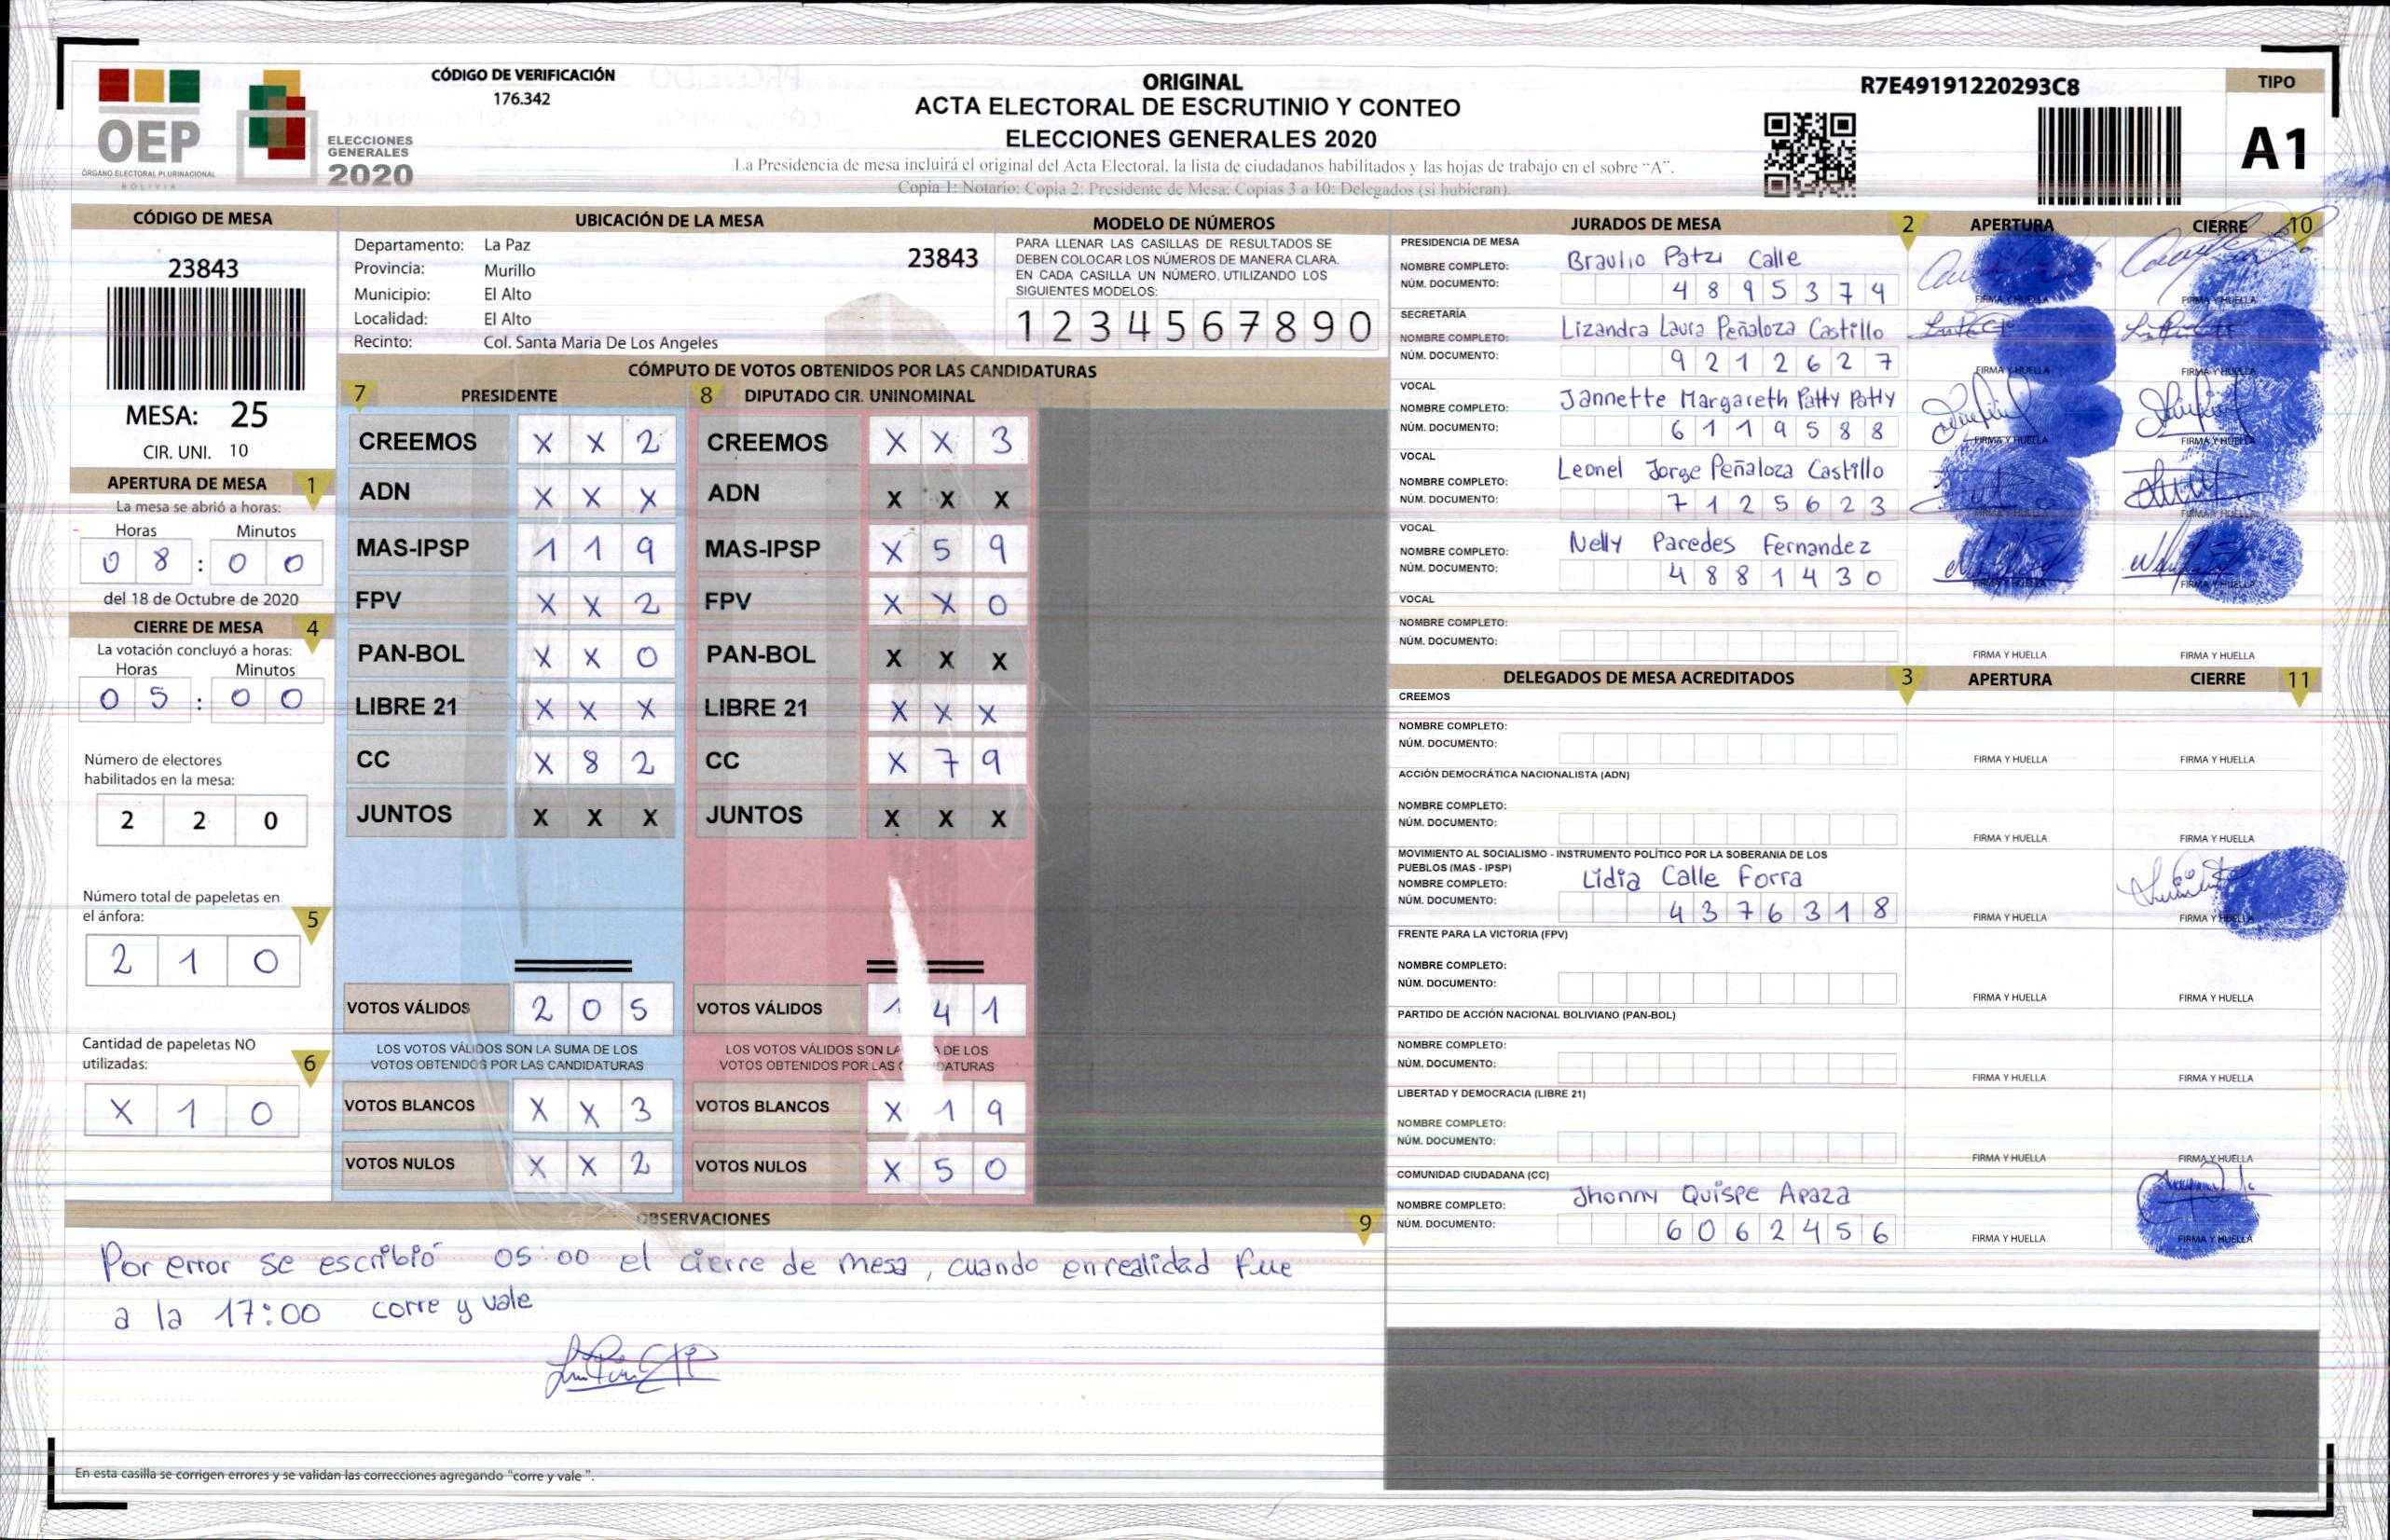 OEP
ÓRGANO ELECTORAL PLURINACIONAL
BOLIVIA
ELECCIONES
GENERALES
2020
CÓDIGO DE VERIFICACIÓN
176.342
ORIGINAL
ACTA ELECTORAL DE ESCRUTINIO Y CONTEO
ELECCIONES GENERALES 2020
La Presidencia de mesa incluirá el original del Acta Electoral, la lista de ciudadanos habilitados y las hojas de trabajo en el sobre “A”.
Copia 1: Notario; Copia 2: Presidente de Mesa; Copias 3 a 10: Delegados (si hubieran).
R7E49191220293C8
TIPO
A1
CÓDIGO DE MESA
23843
MESA: 25
CIR. UNI. 10
APERTURA DE MESA 1
La mesa se abrió a horas:
Horas Minutos
0 8 : 0 0
del 18 de Octubre de 2020
CIERRE DE MESA 4
La votación concluyó a horas:
Horas Minutos
0 5 : 0 0
Número de electores
habilitados en la mesa:
2 2 0
Número total de papeletas en
el ánfora: 5
2 1 0
Cantidad de papeletas NO
utilizadas: 6
X 1 0
UBICACIÓN DE LA MESA
Departamento: La Paz 23843
Provincia: Murillo
Municipio: El Alto
Localidad: El Alto
Recinto: Col. Santa Maria De Los Angeles
MODELO DE NÚMEROS
PARA LLENAR LAS CASILLAS DE RESULTADOS SE
DEBEN COLOCAR LOS NÚMEROS DE MANERA CLARA.
EN CADA CASILLA UN NÚMERO, UTILIZANDO LOS
SIGUIENTES MODELOS:
1 2 3 4 5 6 7 8 9 0
CÓMPUTO DE VOTOS OBTENIDOS POR LAS CANDIDATURAS
7 PRESIDENTE 8 DIPUTADO CIR. UNINOMINAL
CREEMOS X X 2 CREEMOS X X 3
ADN X X X ADN X X X
MAS-IPSP 1 1 9 MAS-IPSP X 5 9
FPV X X 2 FPV X X 0
PAN-BOL X X 0 PAN-BOL X X X
LIBRE 21 X X X LIBRE 21 X X X
CC X 8 2 CC X 7 9
JUNTOS X X X JUNTOS X X X
VOTOS VÁLIDOS 2 0 5 VOTOS VÁLIDOS 1 4 1
LOS VOTOS VÁLIDOS SON LA SUMA DE LOS LOS VOTOS VÁLIDOS SON LA DE LOS
VOTOS OBTENIDOS POR LAS CANDIDATURAS VOTOS OBTENIDOS POR LAS
VOTOS BLANCOS X X 3 VOTOS BLANCOS X 1 9
VOTOS NULOS X X 2 VOTOS NULOS X 5 0
OBSERVACIONES 9
Por error se escribió 05:00 el cierre de mesa, cuando en realidad fue
a la 17:00 corre y vale
En esta casilla se corrigen errores y se validan las correcciones agregando "corre y vale ".
JURADOS DE MESA 2 APERTURA CIERRE 10
PRESIDENCIA DE MESA
NOMBRE COMPLETO: Braulio Patzi Calle
NÚM. DOCUMENTO: 4 8 9 5 3 7 4
FIRMA Y HUELLA FIRMA Y HUELLA
SECRETARÍA
NOMBRE COMPLETO: Lizandra Laura Peñaloza Castillo
NÚM. DOCUMENTO: 9 2 1 2 6 2 7
FIRMA Y HUELLA FIRMA Y HUELLA
VOCAL
NOMBRE COMPLETO: Jannette Margareth Patty Patty
NÚM. DOCUMENTO: 6 1 1 9 5 8 8
FIRMA Y HUELLA FIRMA Y HUELLA
VOCAL
NOMBRE COMPLETO: Leonel Jorge Peñaloza Castillo
NÚM. DOCUMENTO: 7 1 2 5 6 2 3
FIRMA Y HUELLA FIRMA Y HUELLA
VOCAL
NOMBRE COMPLETO: Nelly Paredes Fernandez
NÚM. DOCUMENTO: 4 8 8 1 4 3 0
FIRMA Y HUELLA FIRMA Y HUELLA
VOCAL
NOMBRE COMPLETO:
NÚM. DOCUMENTO:
FIRMA Y HUELLA FIRMA Y HUELLA
DELEGADOS DE MESA ACREDITADOS 3 APERTURA CIERRE 11
CREEMOS
NOMBRE COMPLETO:
NÚM. DOCUMENTO:
FIRMA Y HUELLA FIRMA Y HUELLA
ACCIÓN DEMOCRÁTICA NACIONALISTA (ADN)
NOMBRE COMPLETO:
NÚM. DOCUMENTO:
FIRMA Y HUELLA FIRMA Y HUELLA
MOVIMIENTO AL SOCIALISMO - INSTRUMENTO POLÍTICO POR LA SOBERANIA DE LOS
PUEBLOS (MAS - IPSP)
NOMBRE COMPLETO: Lidia Calle Forra
NÚM. DOCUMENTO: 4 3 7 6 3 1 8
FIRMA Y HUELLA FIRMA Y HUELLA
FRENTE PARA LA VICTORIA (FPV)
NOMBRE COMPLETO:
NÚM. DOCUMENTO:
FIRMA Y HUELLA FIRMA Y HUELLA
PARTIDO DE ACCIÓN NACIONAL BOLIVIANO (PAN-BOL)
NOMBRE COMPLETO:
NÚM. DOCUMENTO:
FIRMA Y HUELLA FIRMA Y HUELLA
LIBERTAD Y DEMOCRACIA (LIBRE 21)
NOMBRE COMPLETO:
NÚM. DOCUMENTO:
FIRMA Y HUELLA FIRMA Y HUELLA
COMUNIDAD CIUDADANA (CC)
NOMBRE COMPLETO: Jhonny Quispe Apaza
NÚM. DOCUMENTO: 6 0 6 2 4 5 6
FIRMA Y HUELLA FIRMA Y HUELLA